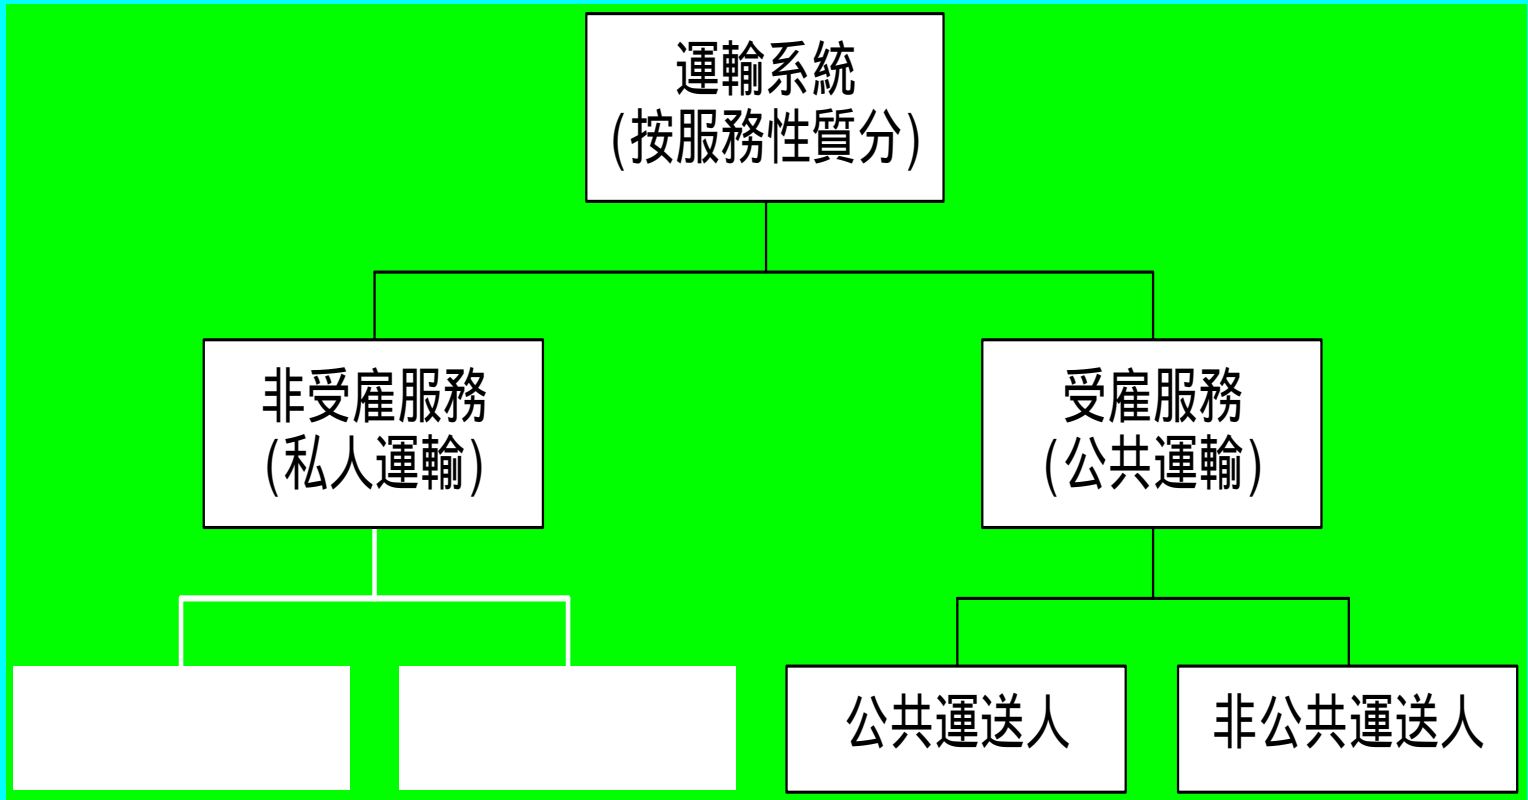 運輸系統
(按服務性質分)
非受雇服務
(私人運輸)
受雇服務
(公共運輸)
公共運送人
非公共運送人